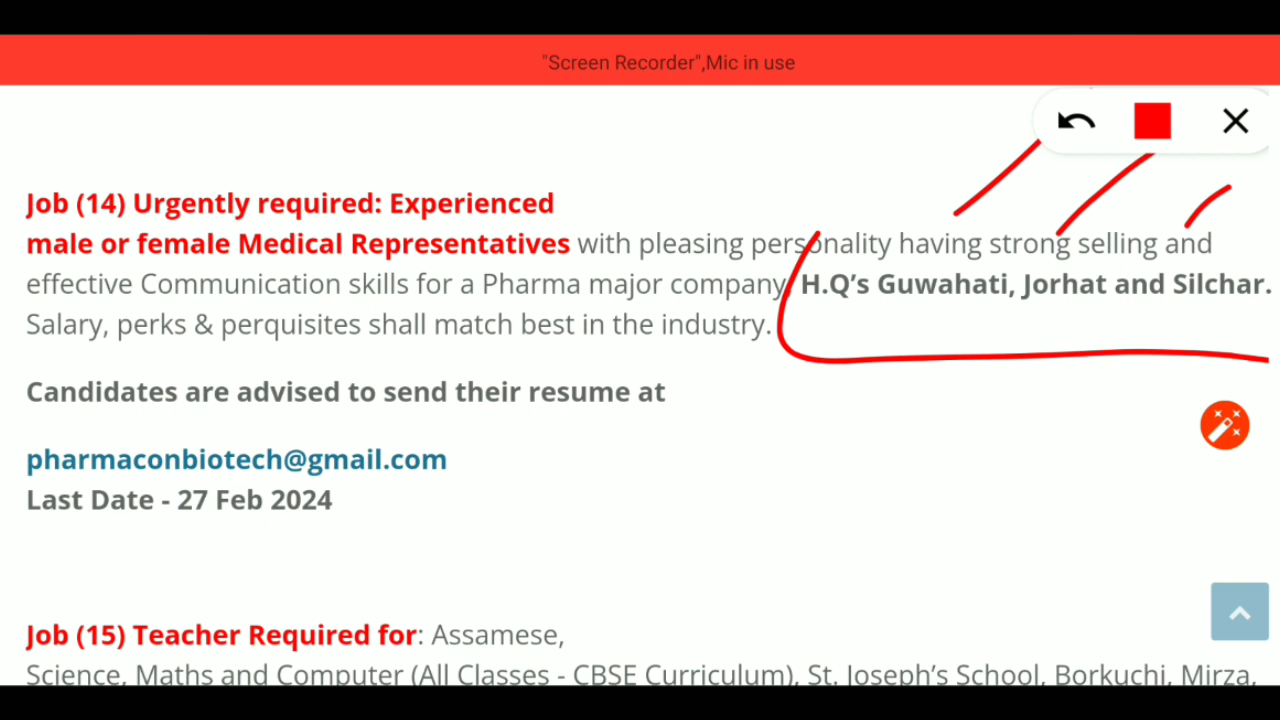 "Screen Recorder",Mic in use
Job (14) Urgently required: Experienced
male or female Medical Representatives with pleasing personality having strong selling and
effective Communication skills for a Pharma major company, H.Q’s Guwahati, Jorhat and Silchar.
Salary, perks & perquisites shall match best in the industry.
Candidates are advised to send their resume at
pharmaconbiotech@gmail.com
Last Date - 27 Feb 2024
Job (15) Teacher Required for: Assamese,
Science, Maths and Computer (All Classes - CBSE Curriculum), St. Joseph’s School, Borkuchi, Mirza,